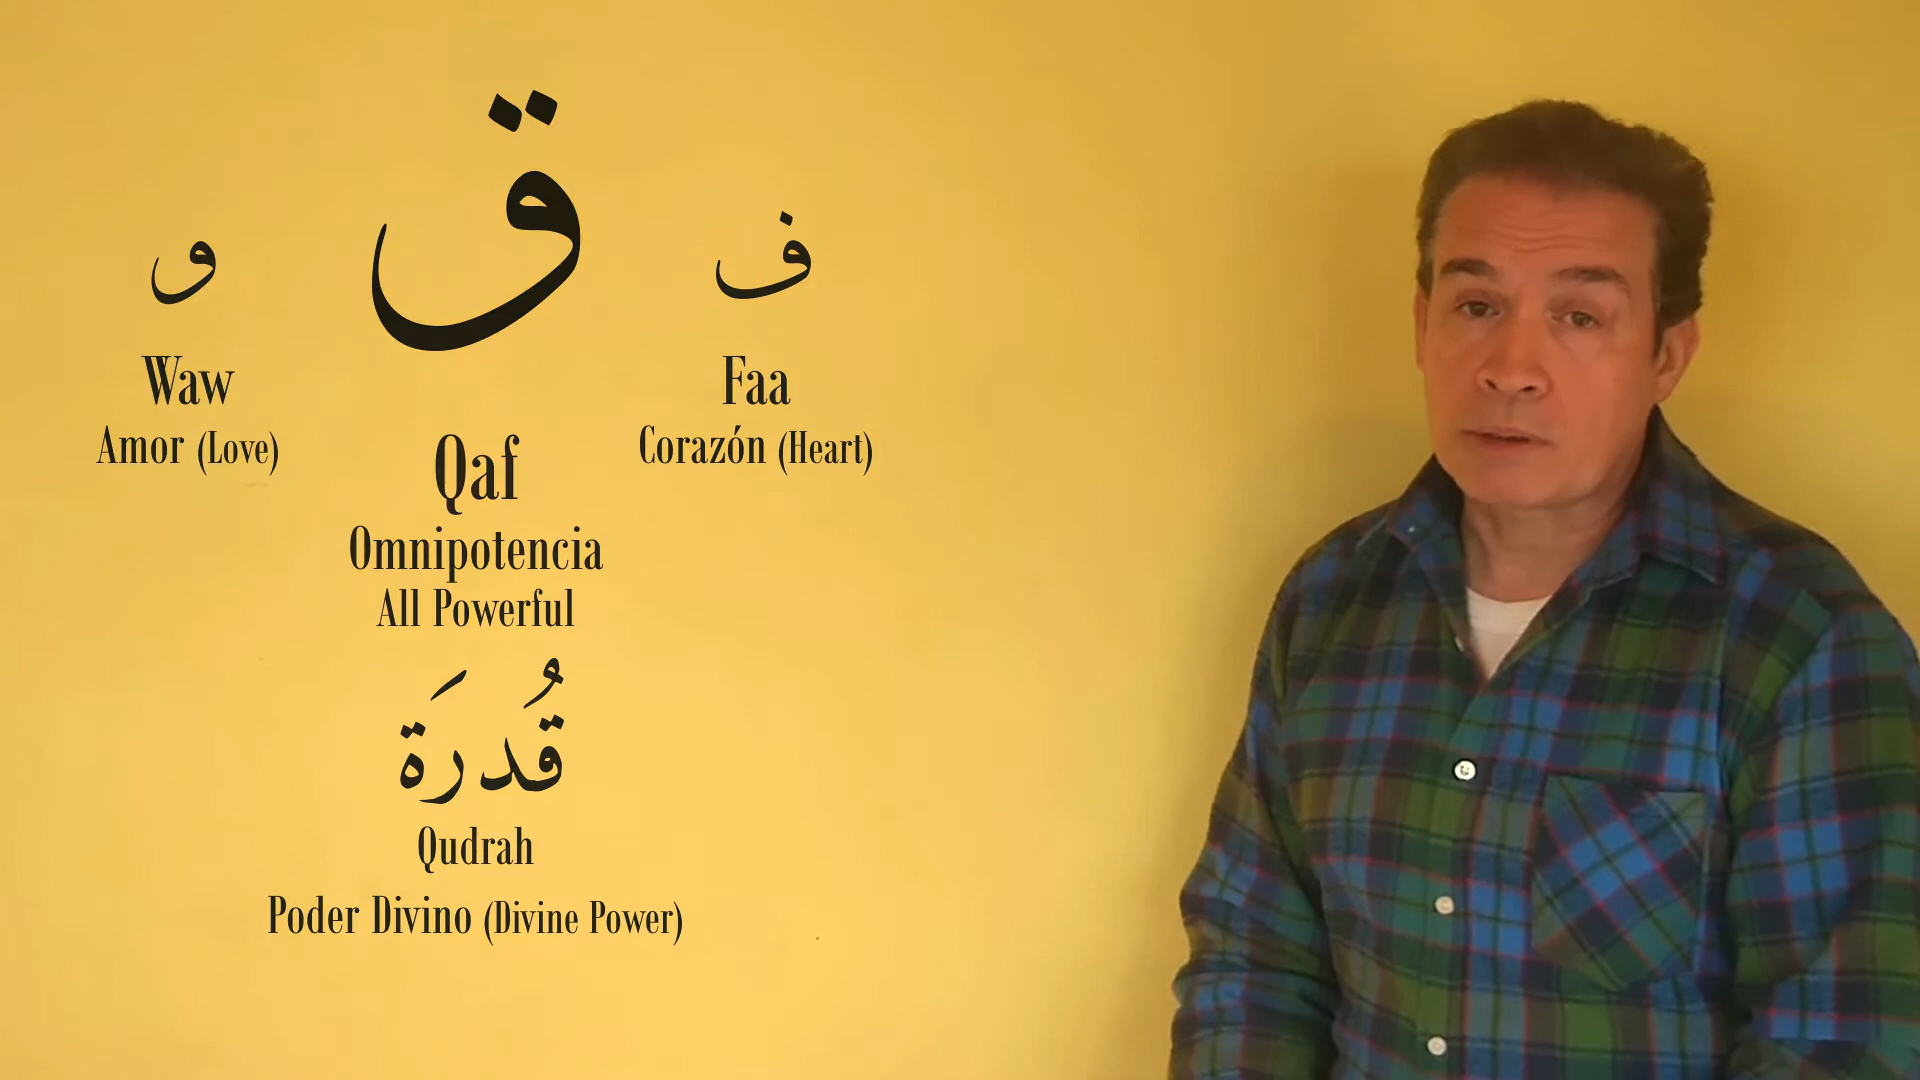 و ق ف
Waw
Amor (Love)
Faa
Corazón (Heart)
Qaf
Omnipotencia
All Powerful
قُدرَة
Qudrah
Poder Divino (Divine Power)